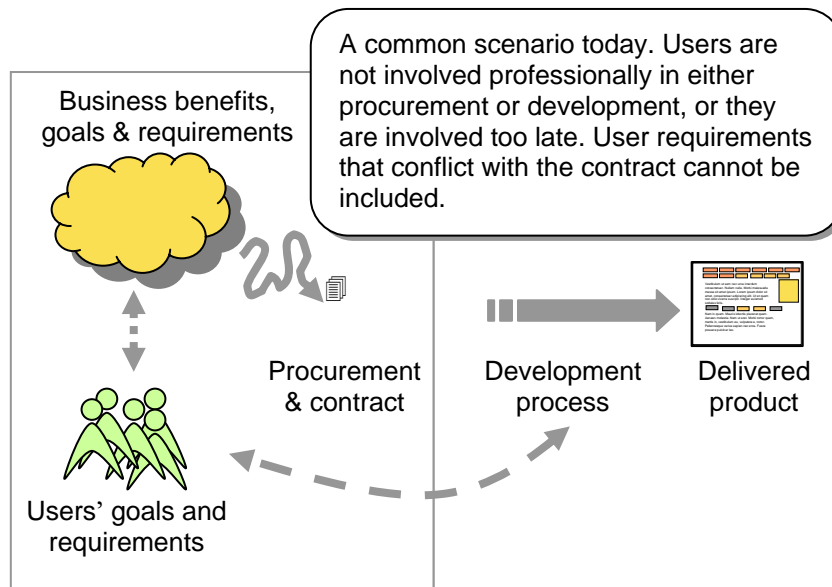 A common scenario today. Users are
not involved professionally in either
procurement or development, or they
are involved too late. User requirements
that conflict with the contract cannot be
included.
Business benefits,
goals & requirements
Procurement
& contract
Development
process
Delivered
product
Users’ goals and
requirements